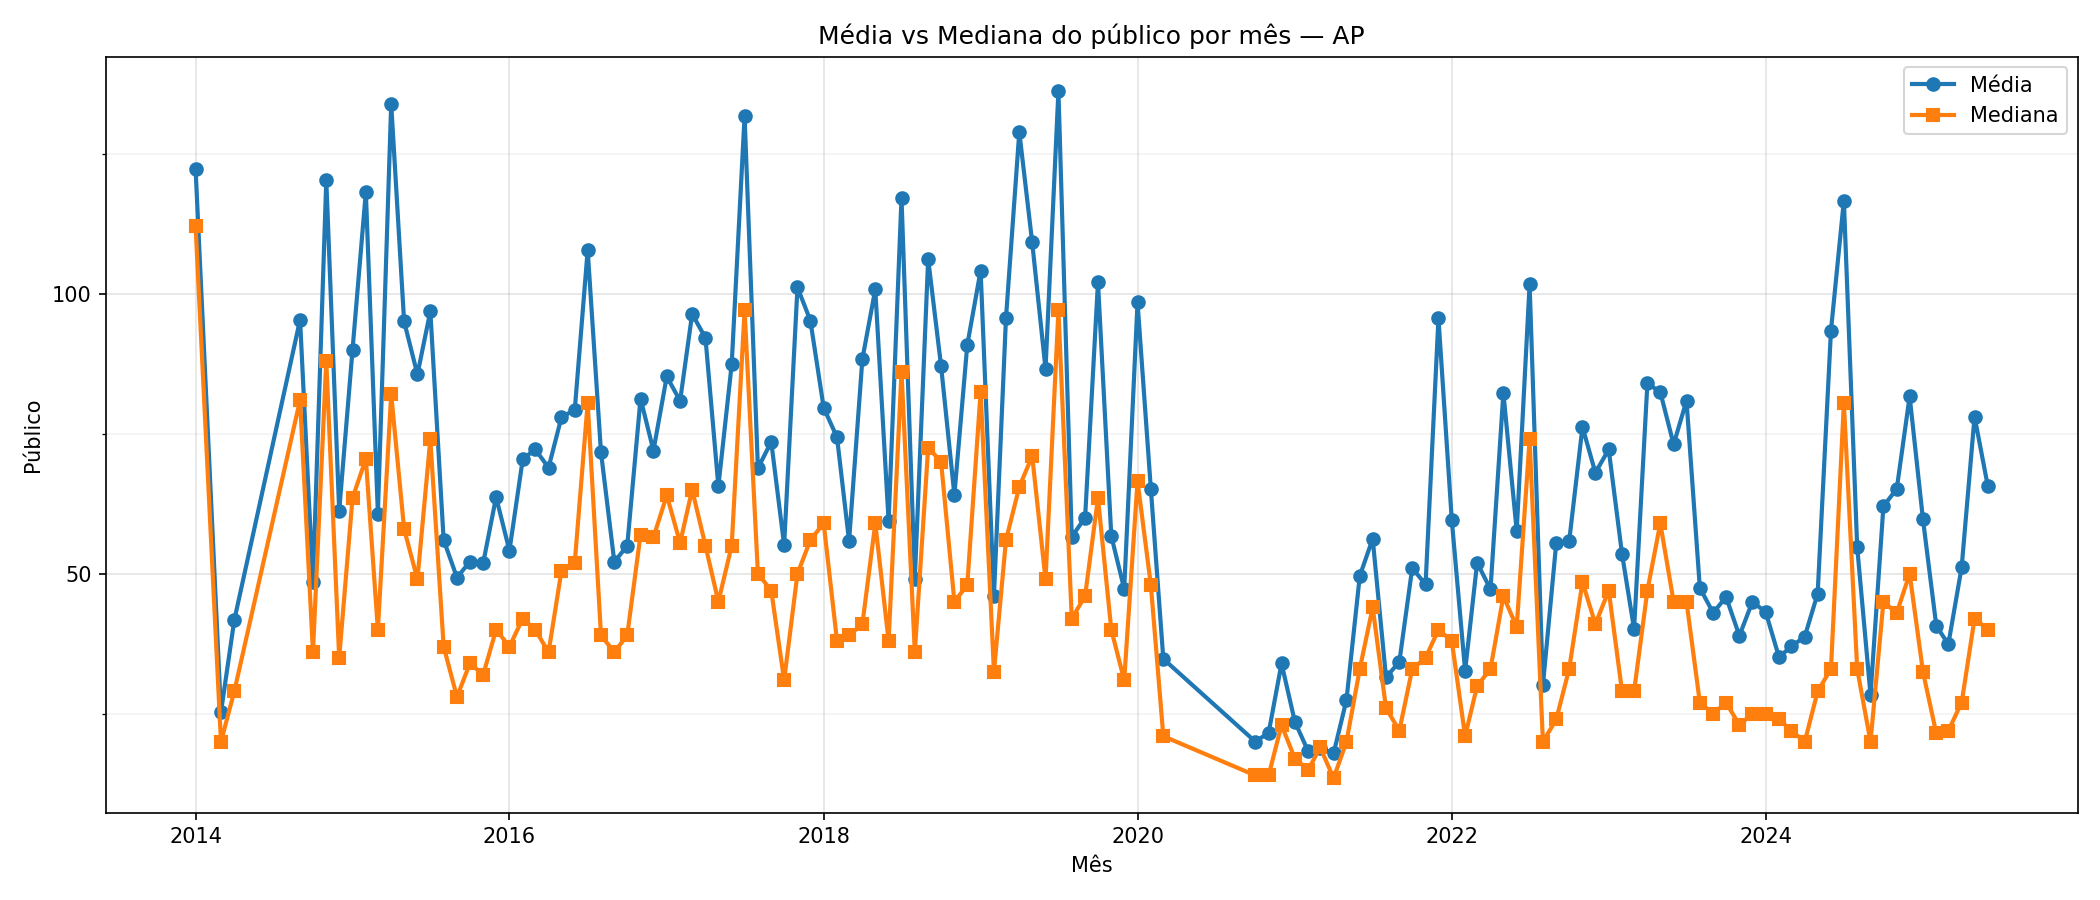 Média vs Mediana do público por mês — AP
Média
Mediana
Público
100
50
2014 2016 2018 2020 2022 2024
Mês